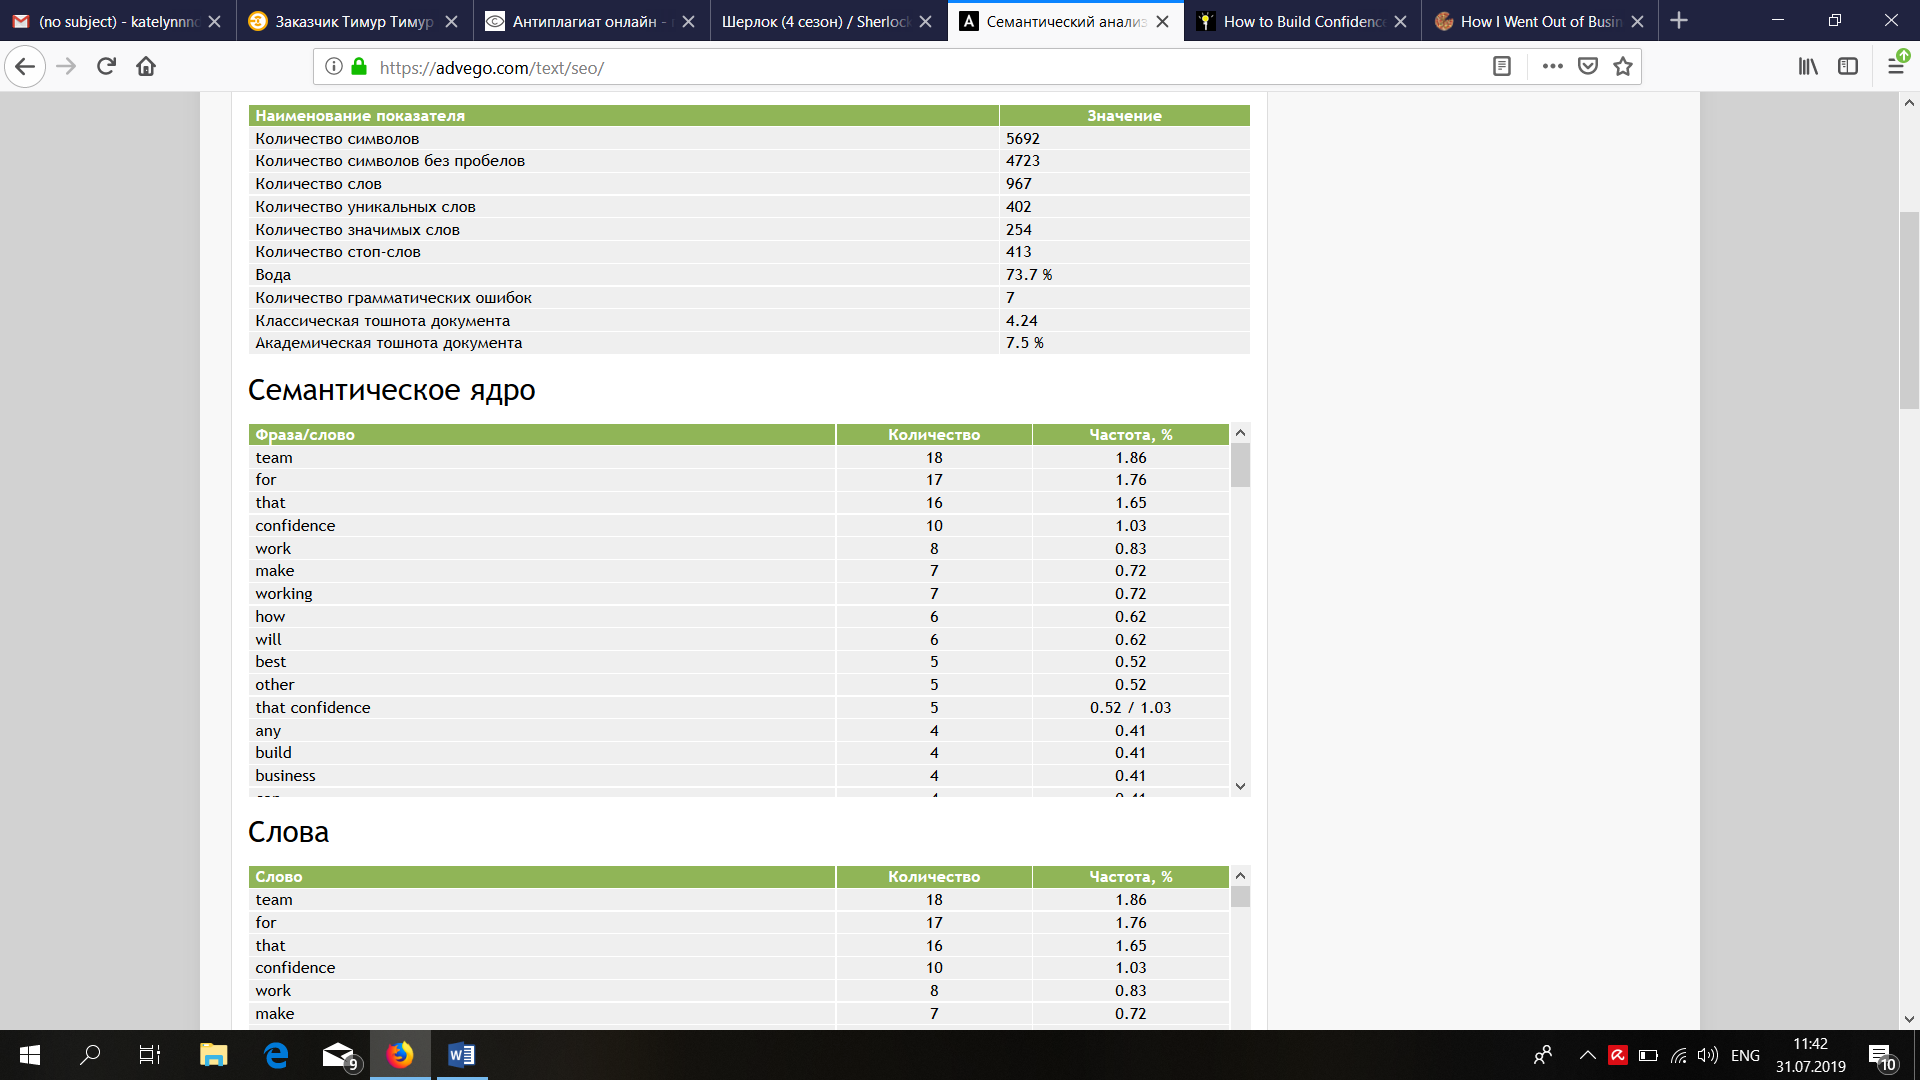 (no subject) - katelynnn
Заказчик Тимур Тимур
Антиплагиат онлайн -
Шерлок (4 сезон) / Sherlock
Семантический анализ
How to Build Confidence
How I Went Out of Busin
https://advego.com/text/seo/
Наименование показателя Значение
Количество символов 5692
Количество символов без пробелов 4723
Количество слов 967
Количество уникальных слов 402
Количество значимых слов 254
Количество стоп-слов 413
Вода 73.7 %
Количество грамматических ошибок 7
Классическая тошнота документа 4.24
Академическая тошнота документа 7.5 %
Семантическое ядро
Фраза/слово Количество Частота, %
team 18 1.86
for 17 1.76
that 16 1.65
confidence 10 1.03
work 8 0.83
make 7 0.72
working 7 0.72
how 6 0.62
will 6 0.62
best 5 0.52
other 5 0.52
that confidence 5 0.52 / 1.03
any 4 0.41
build 4 0.41
business 4 0.41
Слова
Слово Количество Частота, %
team 18 1.86
for 17 1.76
that 16 1.65
confidence 10 1.03
work 8 0.83
make 7 0.72
9
ENG
11:42
31.07.2019
10